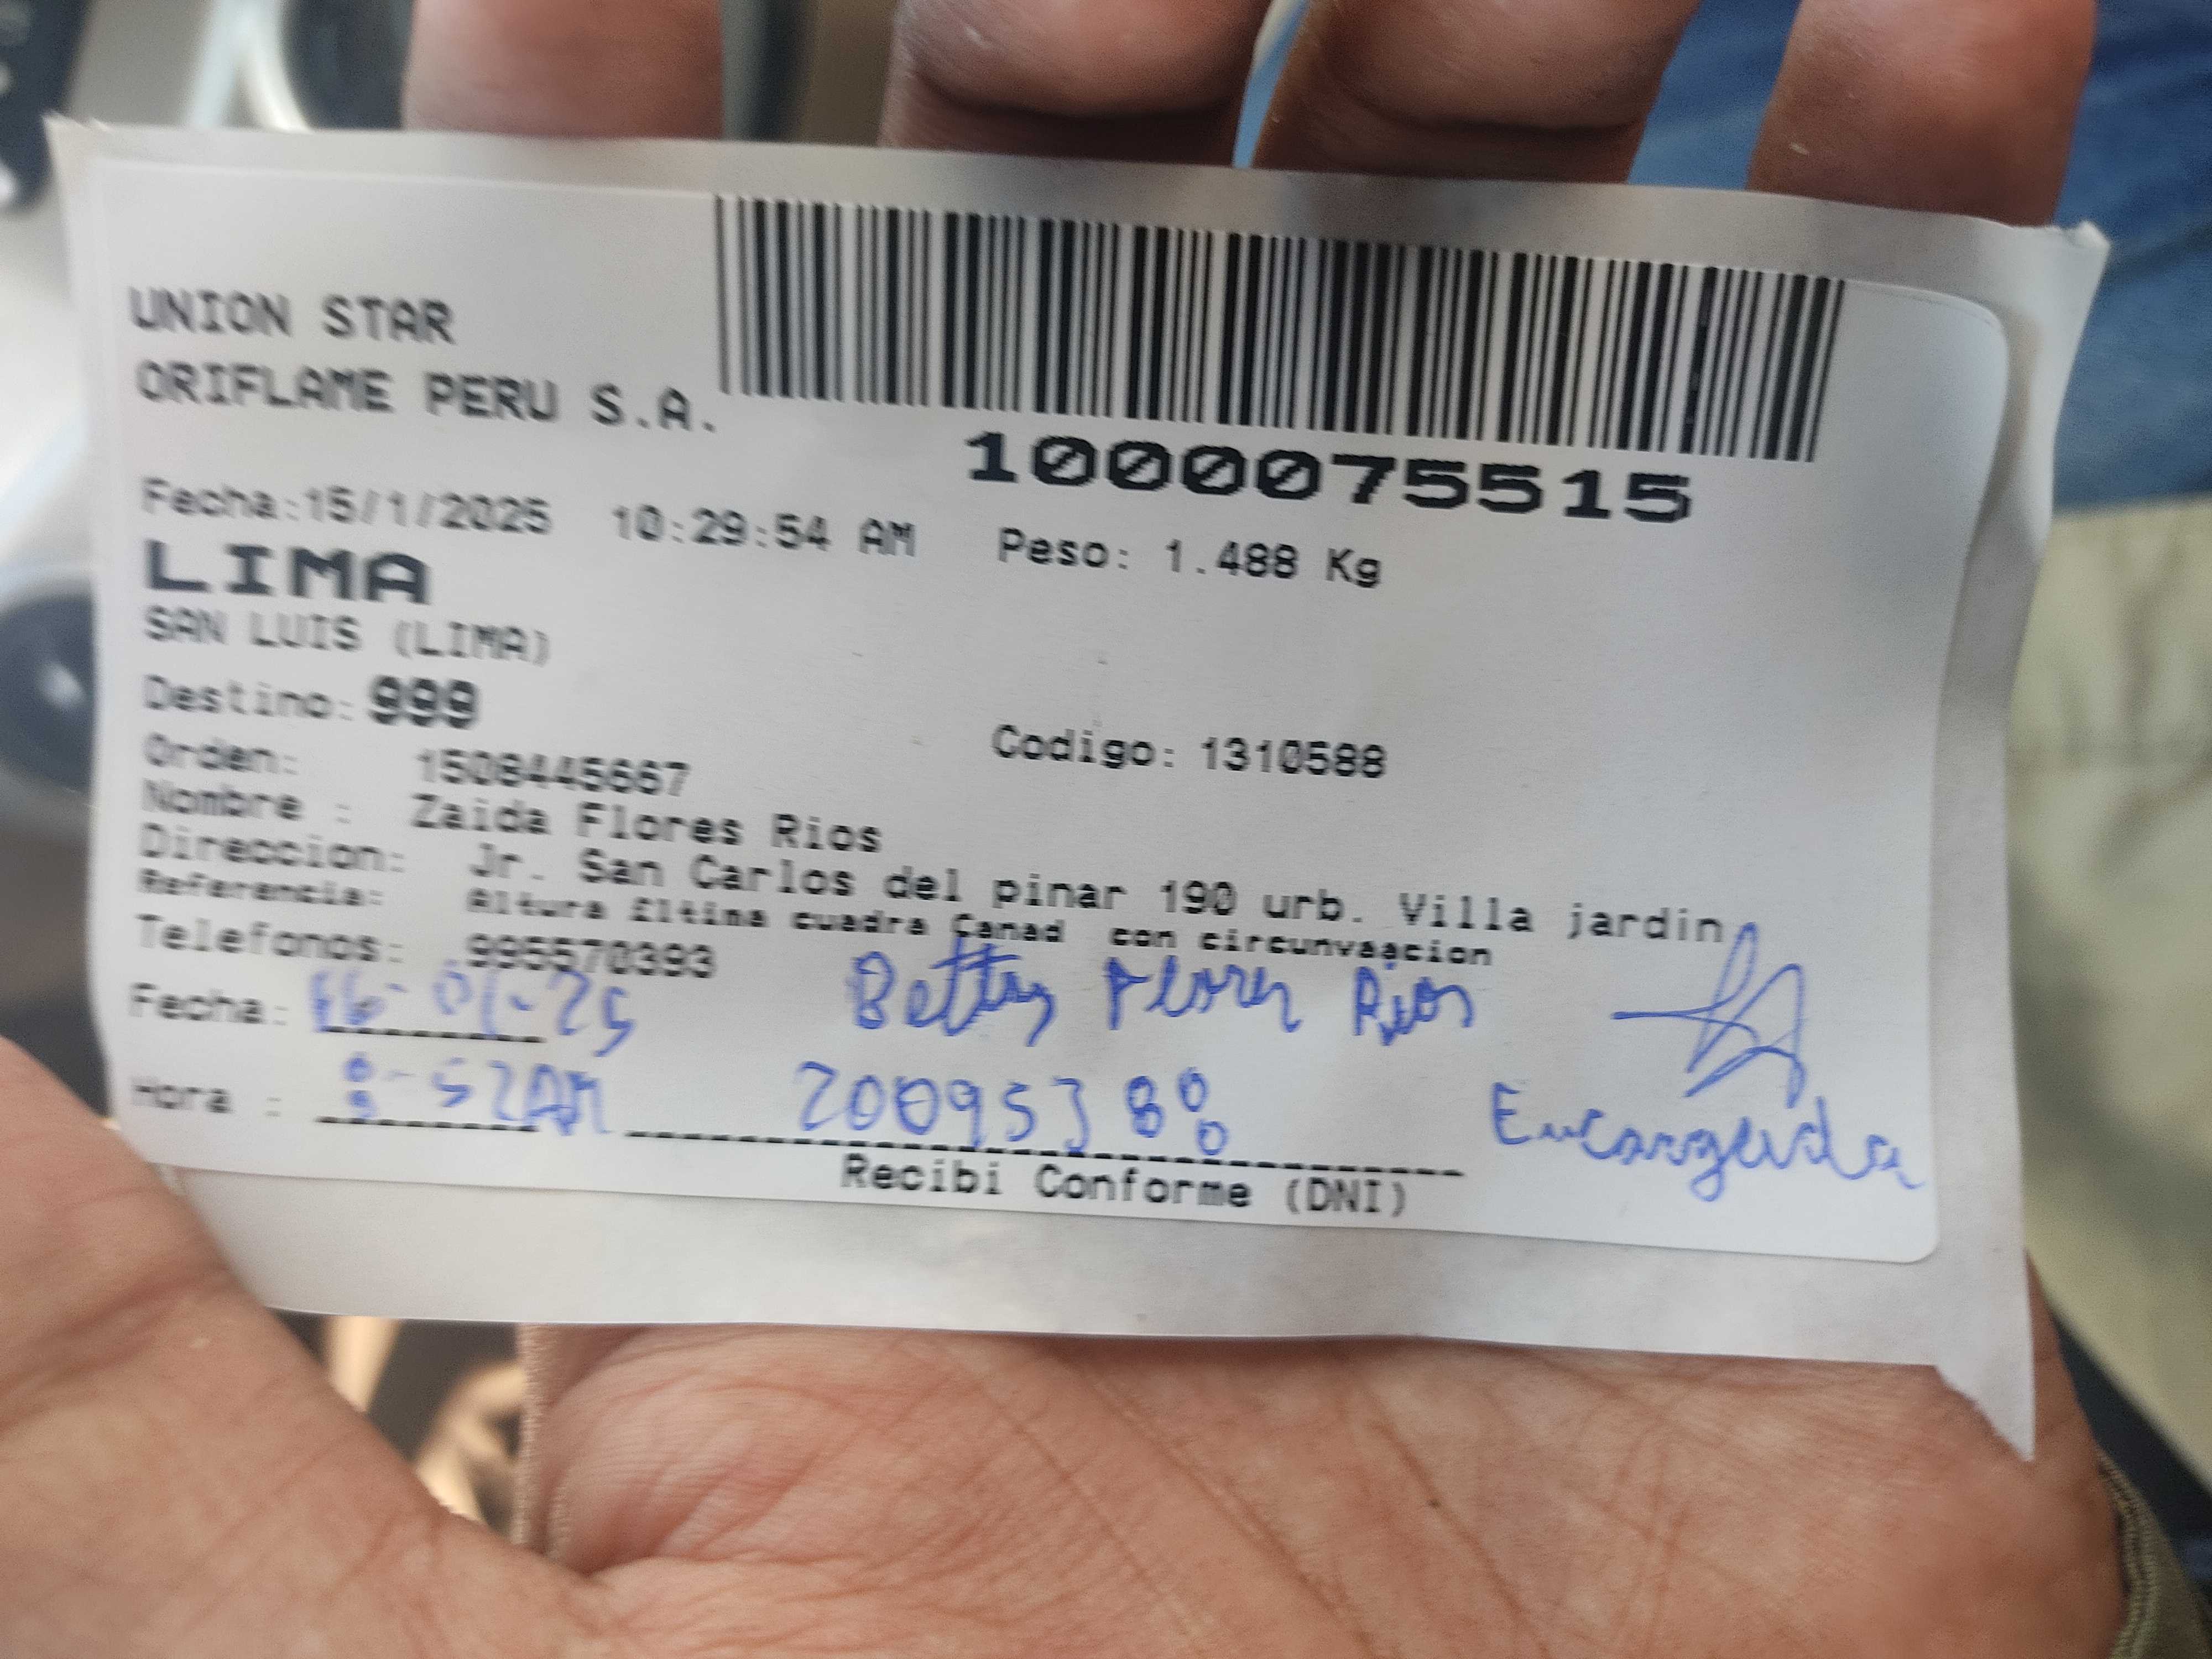 UNION STAR
ORIFLAME PERU S.A.
1000075515
Fecha:15/1/2025 10:29:54 AM Peso: 1.488 Kg
LIMA
SAN LUIS (LIMA)
Destino: 999
Orden: 1508445667 Codigo: 1310588
Nombre : Zaida Flores Rios
Direccion: Jr. San Carlos del pinar 190 urb. Villa jardin
Referencia: Altura £ltima cuadra Canad con circunvaacion
Telefonos: 995570393
Fecha: 16-01-25 Betty Flores Rios
Hora : 8-52AM Encargada
Recibi Conforme (DNI)